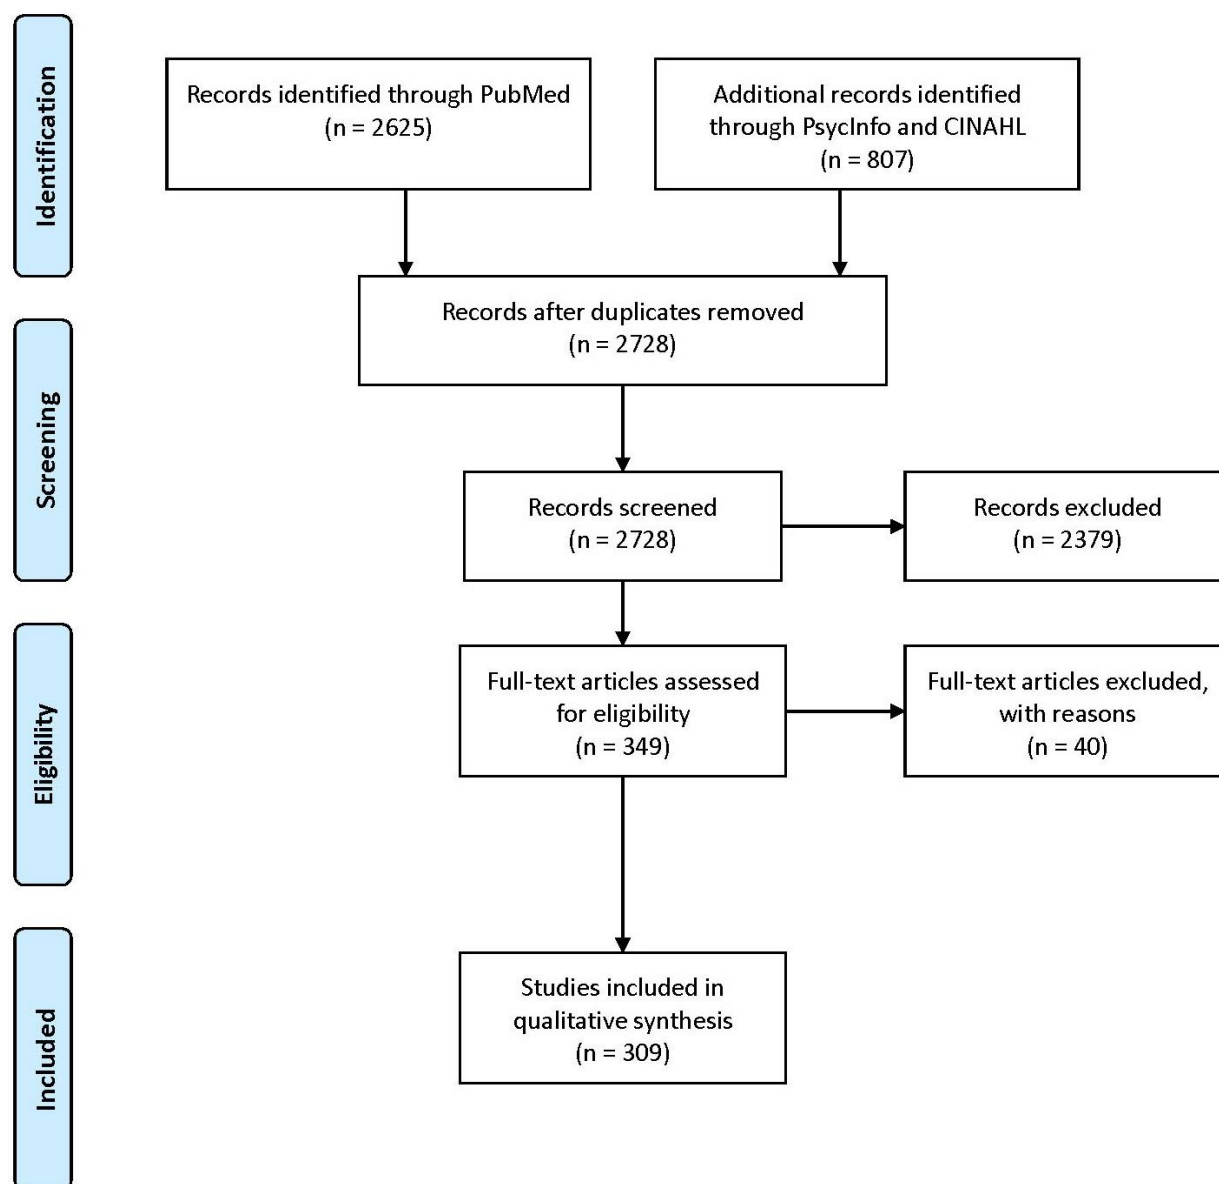 Identification
Records identified through PubMed
(n = 2625)
Additional records identified
through PsycInfo and CINAHL
(n = 807)
Records after duplicates removed
(n = 2728)
Screening
Records screened
(n = 2728)
Records excluded
(n = 2379)
Eligibility
Full-text articles assessed
for eligibility
(n = 349)
Full-text articles excluded,
with reasons
(n = 40)
Included
Studies included in
qualitative synthesis
(n = 309)